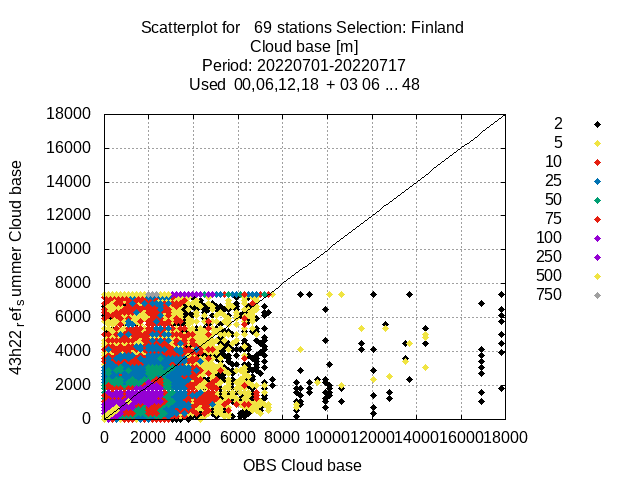 Scatterplot for 69 stations Selection: Finland
Cloud base [m]
Period: 20220701-20220717
Used 00,06,12,18 + 03 06 ... 48
18000
16000
14000
12000
10000
8000
6000
4000
2000
0
43h22.refsummer Cloud base
0 2000 4000 6000 8000 10000 12000 14000 16000 18000
OBS Cloud base
2
5
10
25
50
75
100
250
500
750